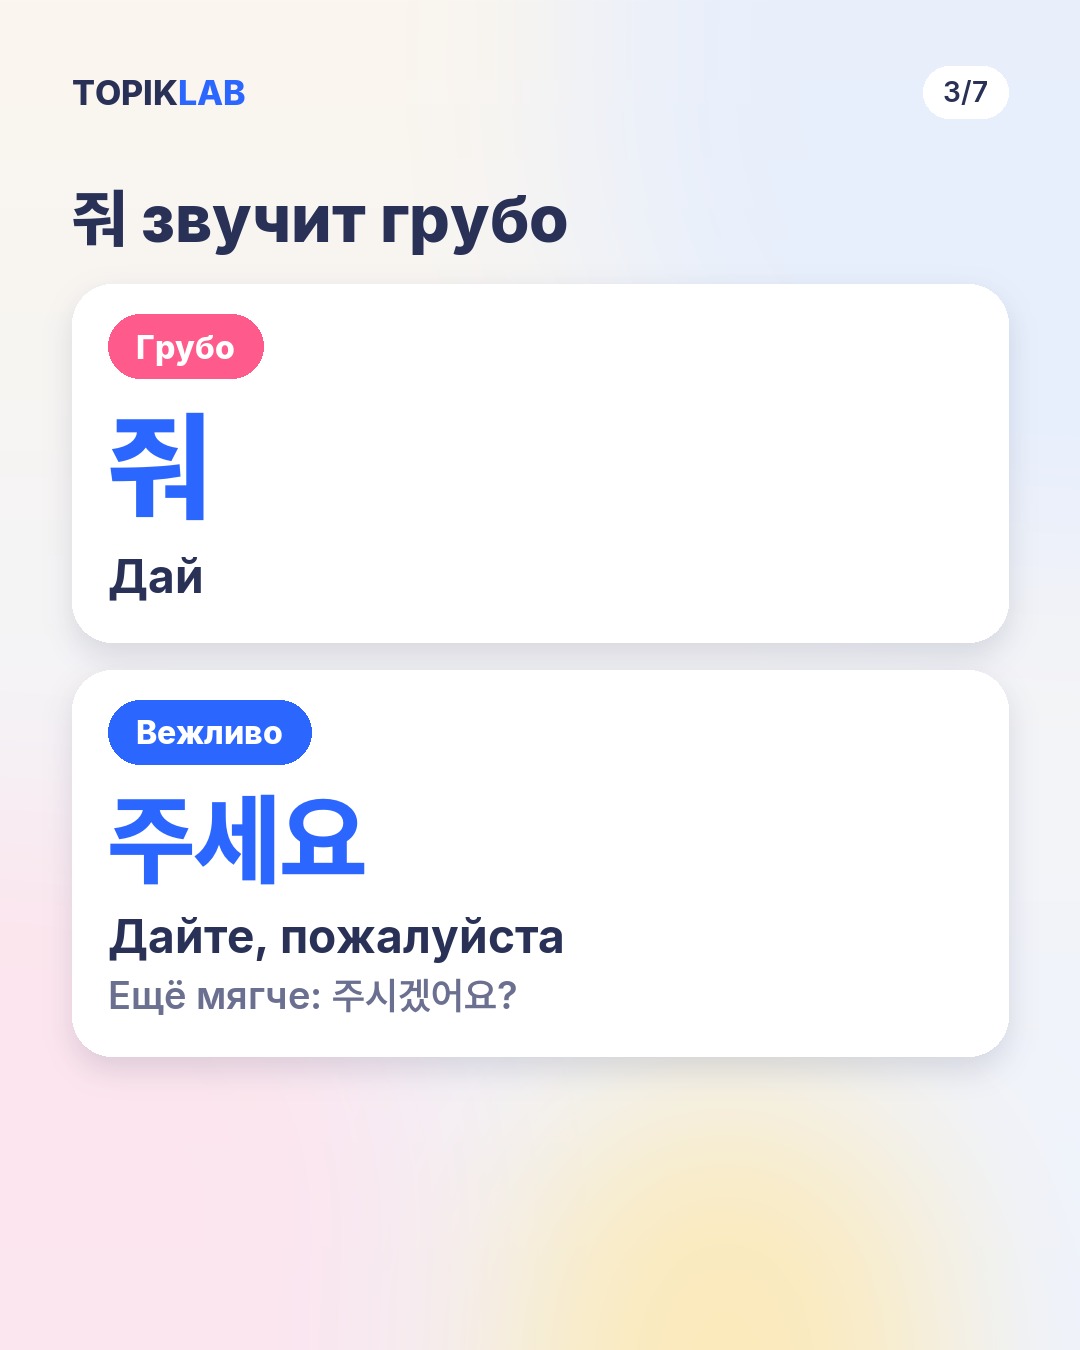 TOPIKLAB
3/7
줘 звучит грубо
Грубо
줘
Дай
Вежливо
주세요
Дайте, пожалуйста
Ещё мягче: 주시겠어요?